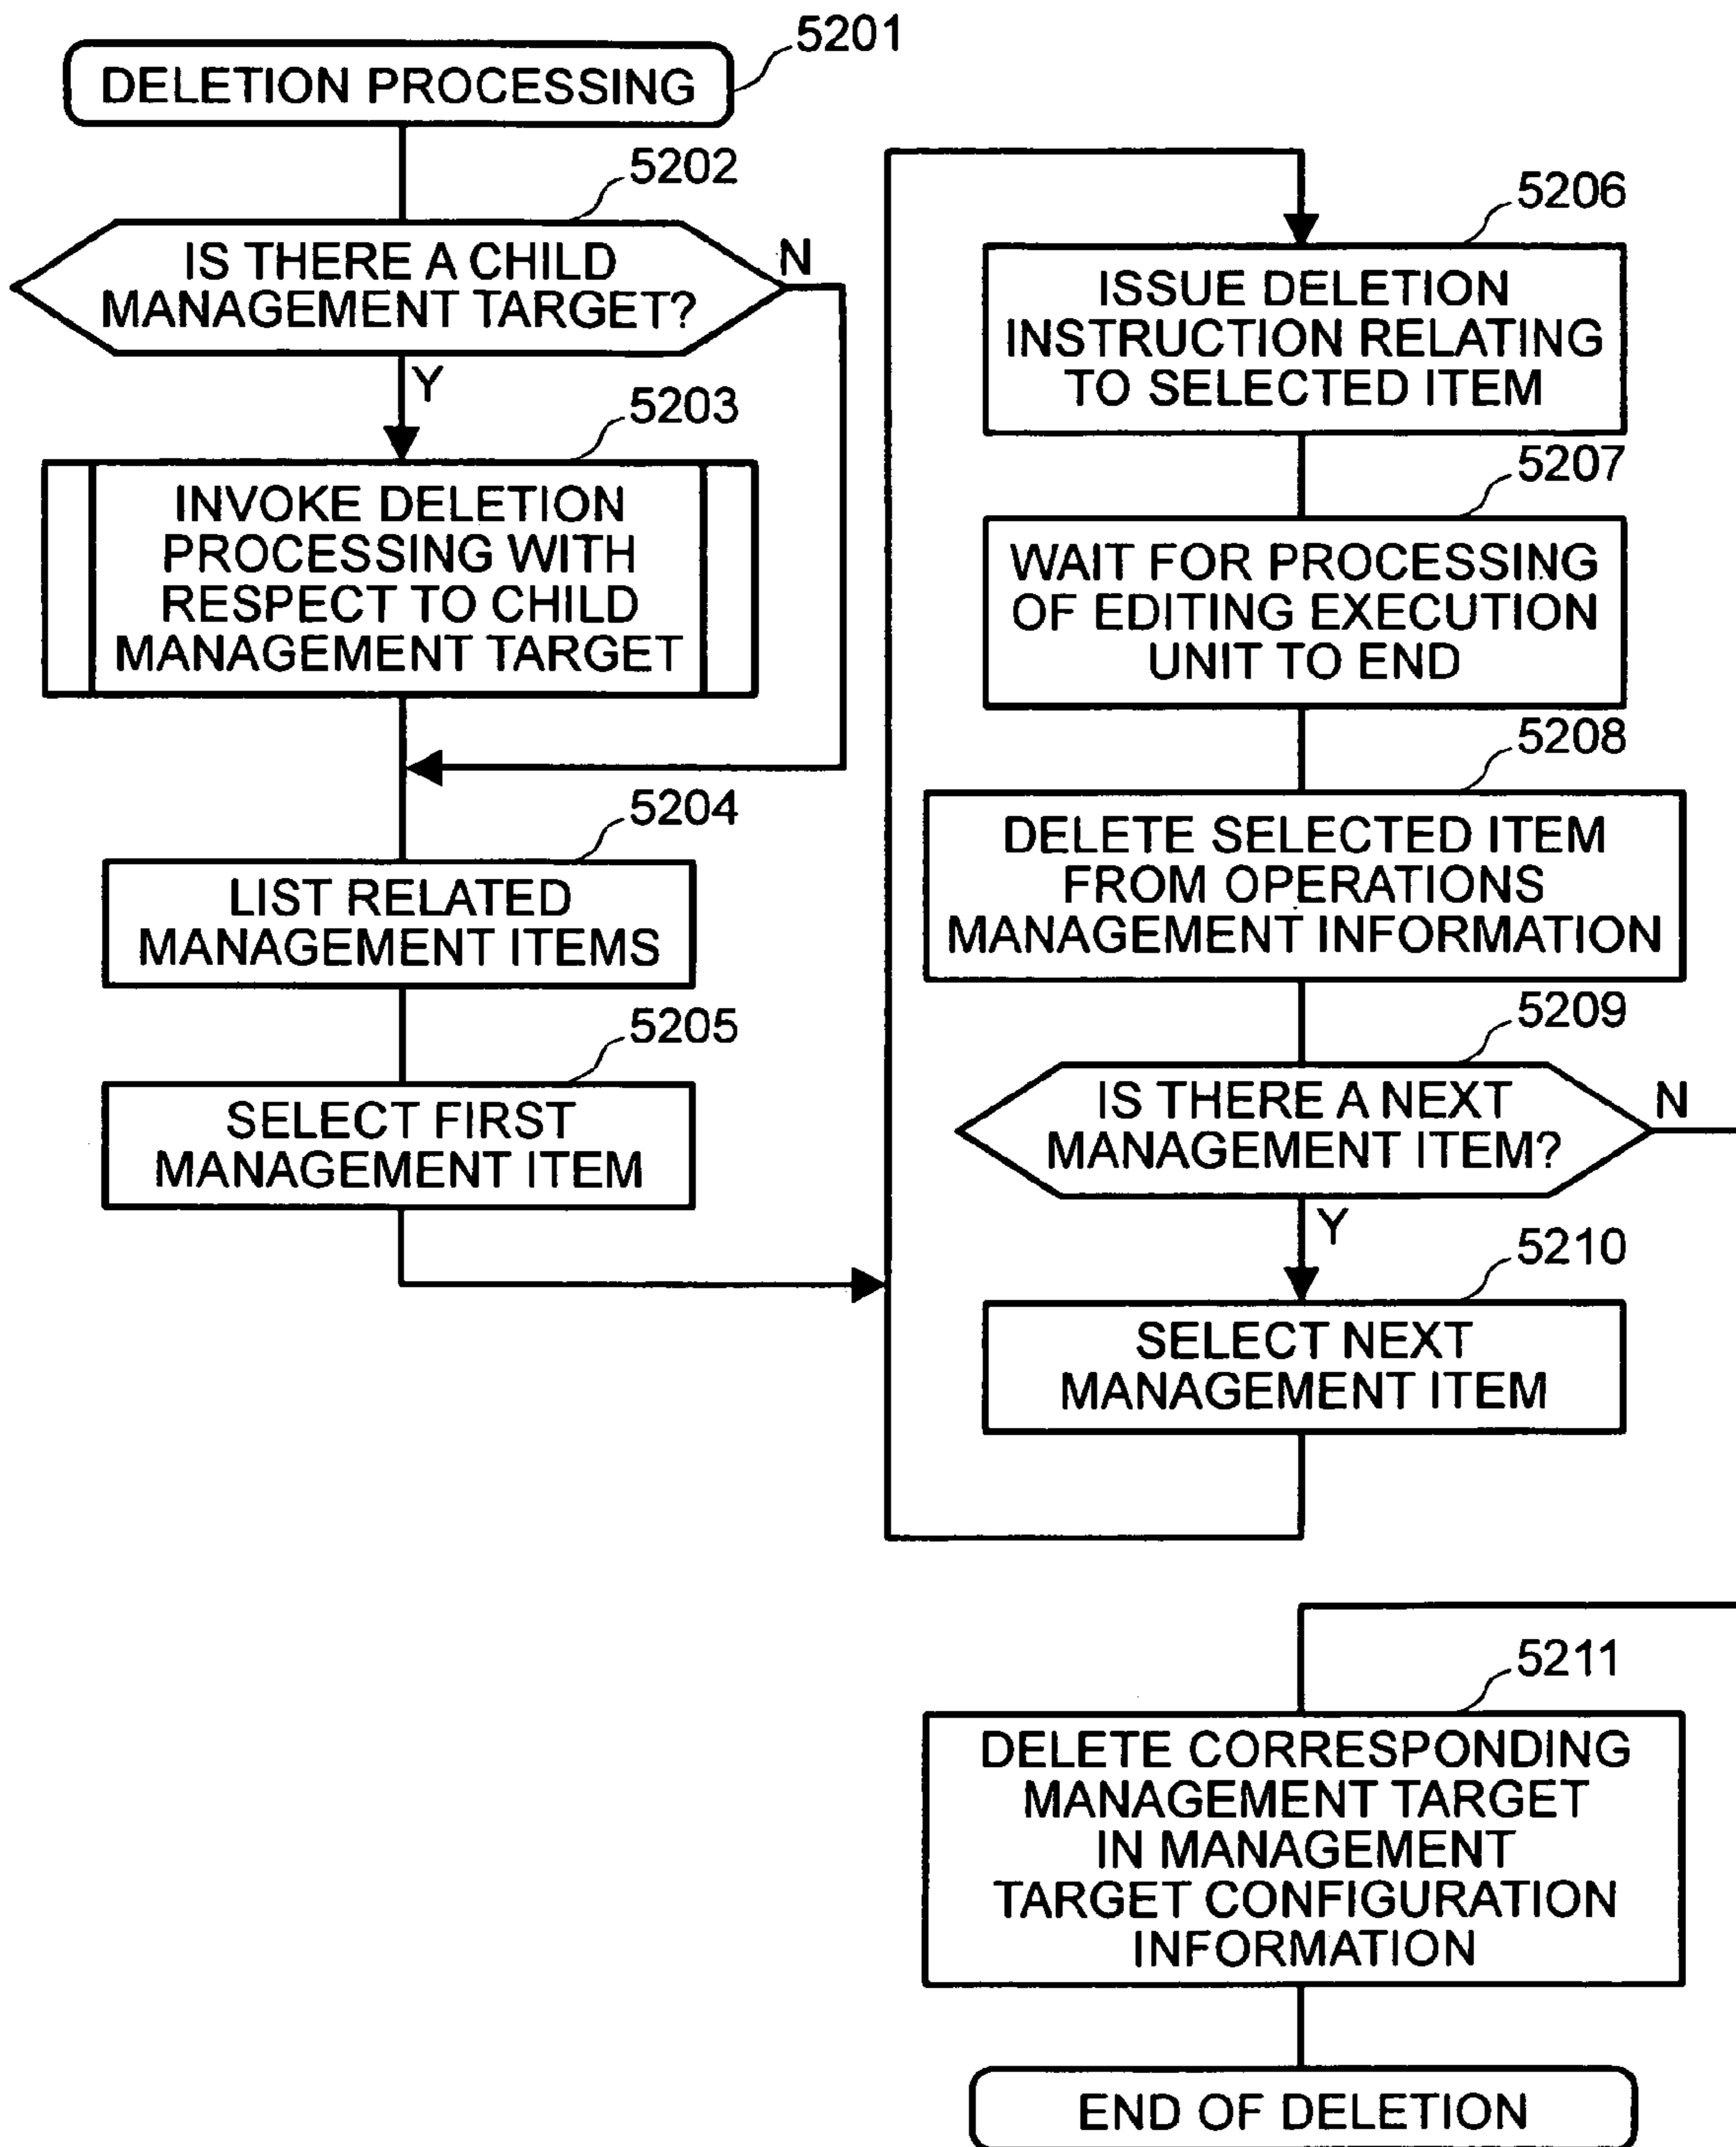 5201
DELETION PROCESSING
5202
IS THERE A CHILD
MANAGEMENT TARGET?
N
Y
5203
INVOKE DELETION
PROCESSING WITH
RESPECT TO CHILD
MANAGEMENT TARGET
5204
LIST RELATED
MANAGEMENT ITEMS
5205
SELECT FIRST
MANAGEMENT ITEM
5206
ISSUE DELETION
INSTRUCTION RELATING
TO SELECTED ITEM
5207
WAIT FOR PROCESSING
OF EDITING EXECUTION
UNIT TO END
5208
DELETE SELECTED ITEM
FROM OPERATIONS
MANAGEMENT INFORMATION
5209
IS THERE A NEXT
MANAGEMENT ITEM?
N
Y
5210
SELECT NEXT
MANAGEMENT ITEM
5211
DELETE CORRESPONDING
MANAGEMENT TARGET
IN MANAGEMENT
TARGET CONFIGURATION
INFORMATION
END OF DELETION